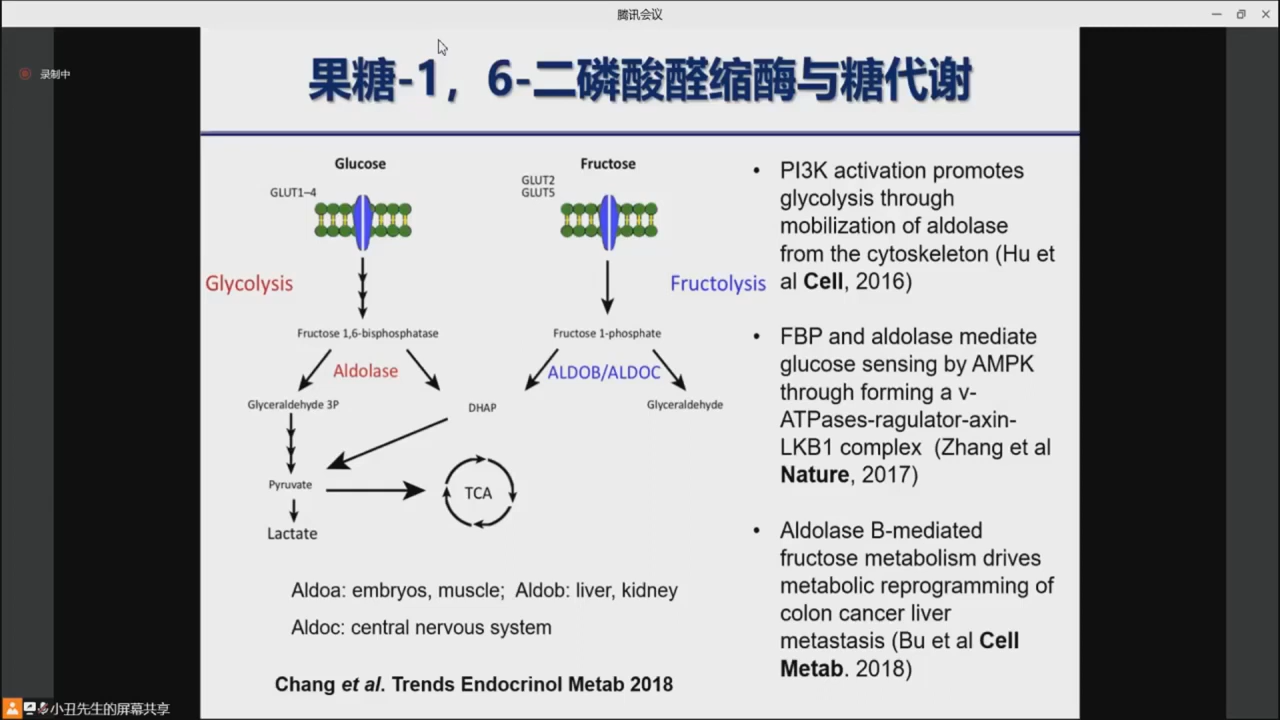 腾讯会议
录制中
果糖-1，6-二磷酸醛缩酶与糖代谢
Glucose
Fructose
GLUT1–4
GLUT2
GLUT5
Glycolysis
Fructolysis
Fructose 1,6-bisphosphatase
Fructose 1-phosphate
Aldolase
ALDOB/ALDOC
Glyceraldehyde 3P
DHAP
Glyceraldehyde
Pyruvate
TCA
Lactate
Aldoa: embryos, muscle; Aldob: liver, kidney
Aldoc: central nervous system
Chang et al. Trends Endocrinol Metab 2018
• PI3K activation promotes
glycolysis through
mobilization of aldolase
from the cytoskeleton (Hu et
al Cell, 2016)
• FBP and aldolase mediate
glucose sensing by AMPK
through forming a v-
ATPases-ragulator-axin-
LKB1 complex (Zhang et al
Nature, 2017)
• Aldolase B-mediated
fructose metabolism drives
metabolic reprogramming of
colon cancer liver
metastasis (Bu et al Cell
Metab. 2018)
小丑先生的屏幕共享